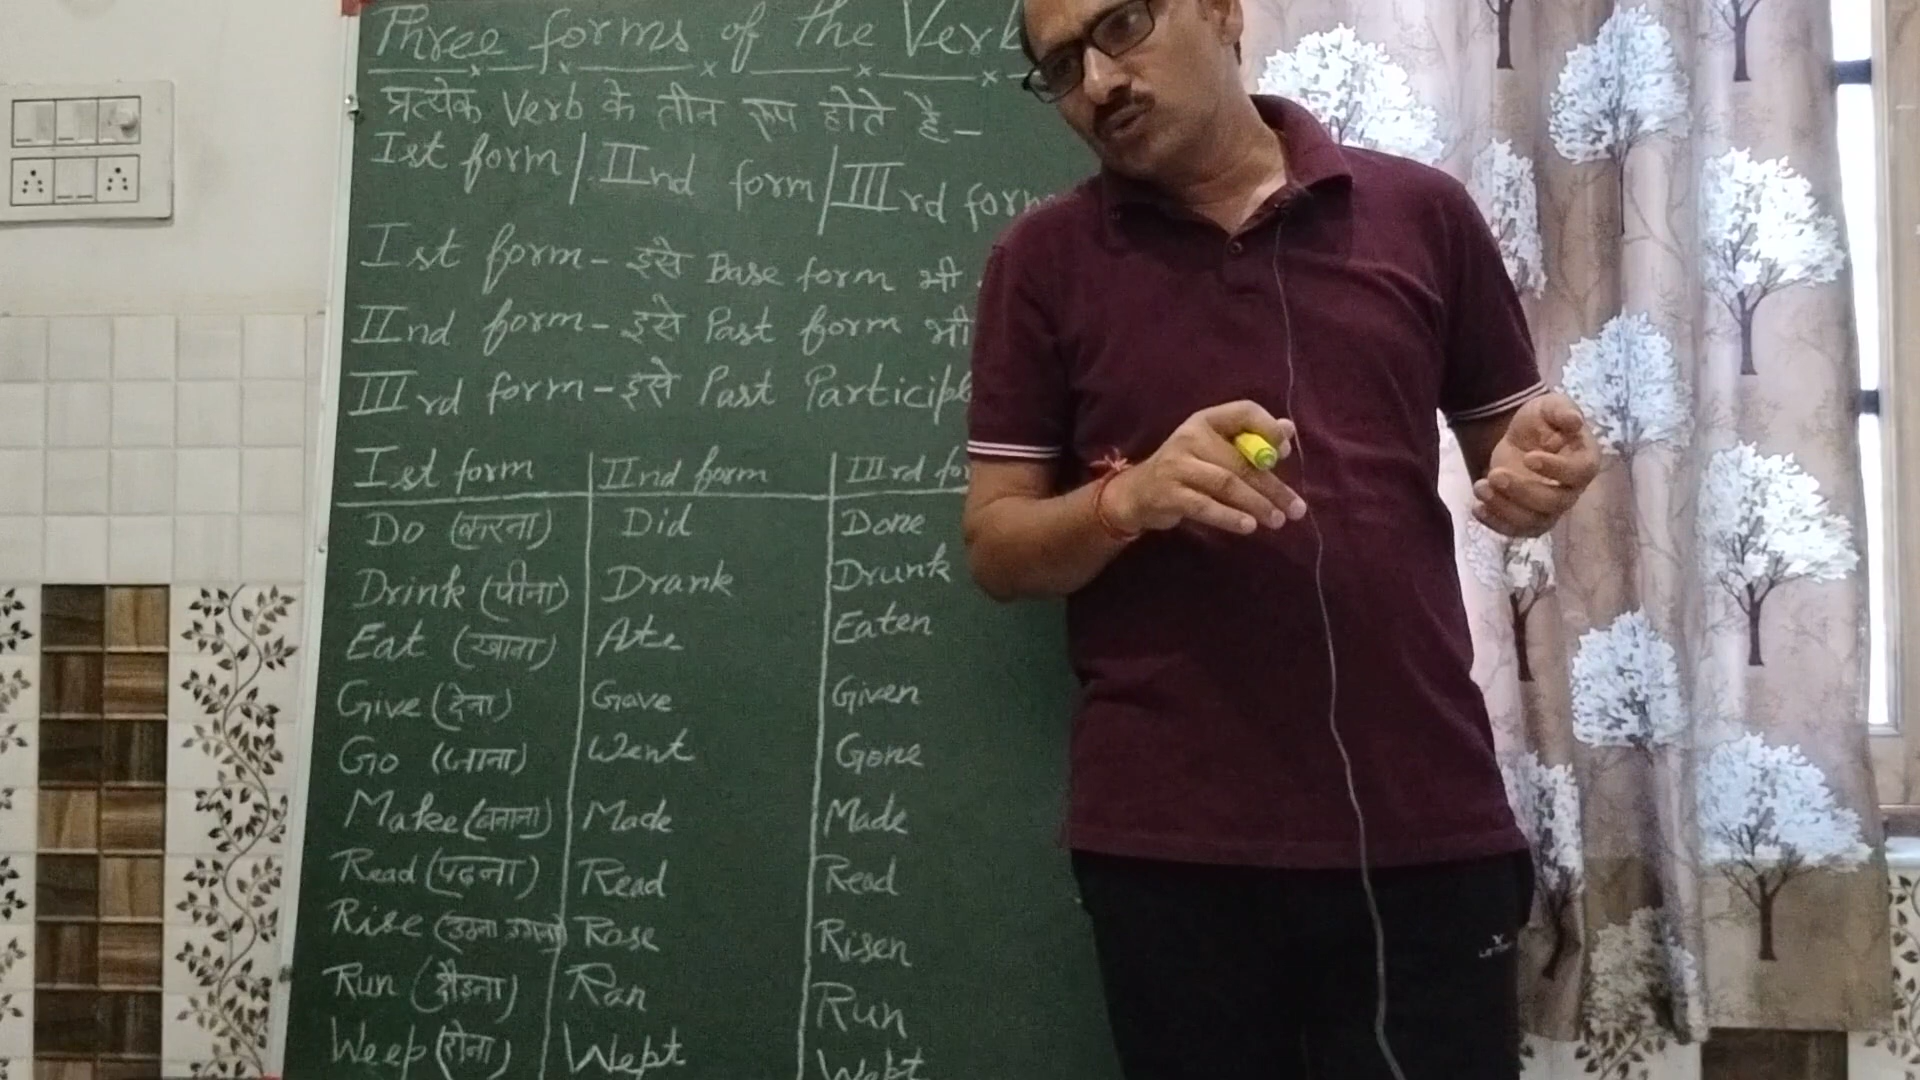 Three forms of the Verb
प्रत्येक Verb के तीन रूप होते है-
Ist form / IInd form / IIIrd form
Ist form - इसे Base form भी
IInd form - इसे Past form भी
IIIrd form - इसे Past Participl
Ist form IInd form IIIrd fo
Do (करना) Did Done
Drink (पीना) Drank Drunk
Eat (खाना) Ate Eaten
Give (देना) Gave Given
Go (जाना) Went Gone
Make (बनाना) Made Made
Read (पढना) Read Read
Rise (उठना उगना) Rose Risen
Run (दौड़ना) Ran Run
Weep (रोना) Wept Wept